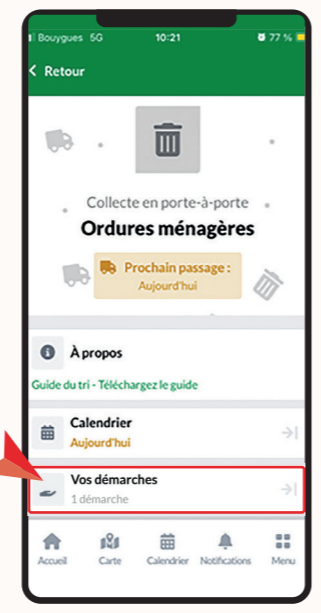 Bouygues 5G 10:21 77 %
Retour
Collecte en porte-à-porte
Ordures ménagères
Prochain passage :
Aujourd'hui
À propos
Guide du tri - Téléchargez le guide
Calendrier
Aujourd'hui
Vos démarches
1 démarche
Accueil Carte Calendrier Notifications Menu